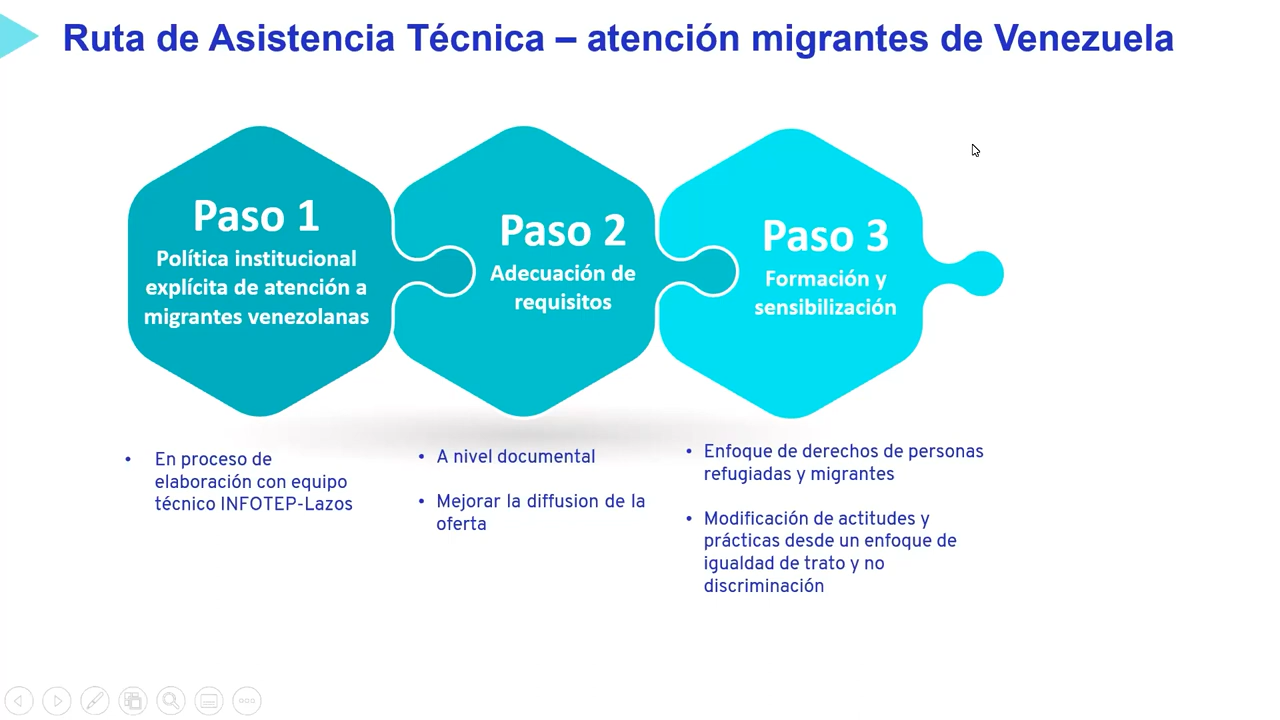 Ruta de Asistencia Técnica – atención migrantes de Venezuela
Paso 1
Política institucional
explícita de atención a
migrantes venezolanas
Paso 2
Adecuación de
requisitos
Paso 3
Formación y
sensibilización
• En proceso de
elaboración con equipo
técnico INFOTEP-Lazos
• A nivel documental
• Mejorar la diffusion de la
oferta
• Enfoque de derechos de personas
refugiadas y migrantes
• Modificación de actitudes y
prácticas desde un enfoque de
igualdad de trato y no
discriminación